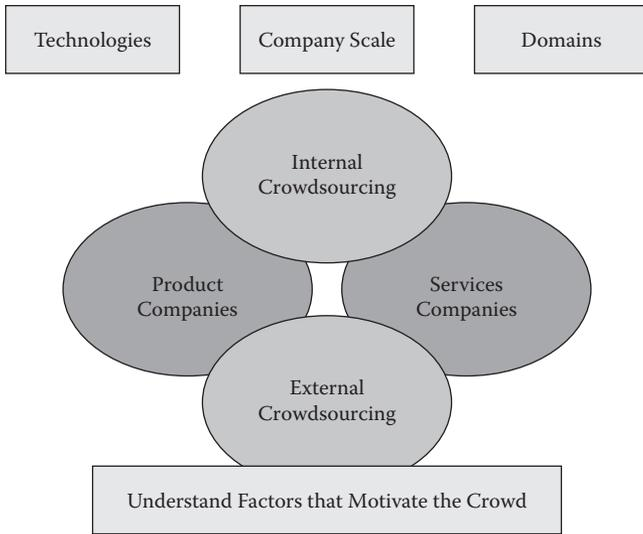 Technologies
Company Scale
Domains
Internal
Crowdsourcing
Product
Companies
Services
Companies
External
Crowdsourcing
Understand Factors that Motivate the Crowd